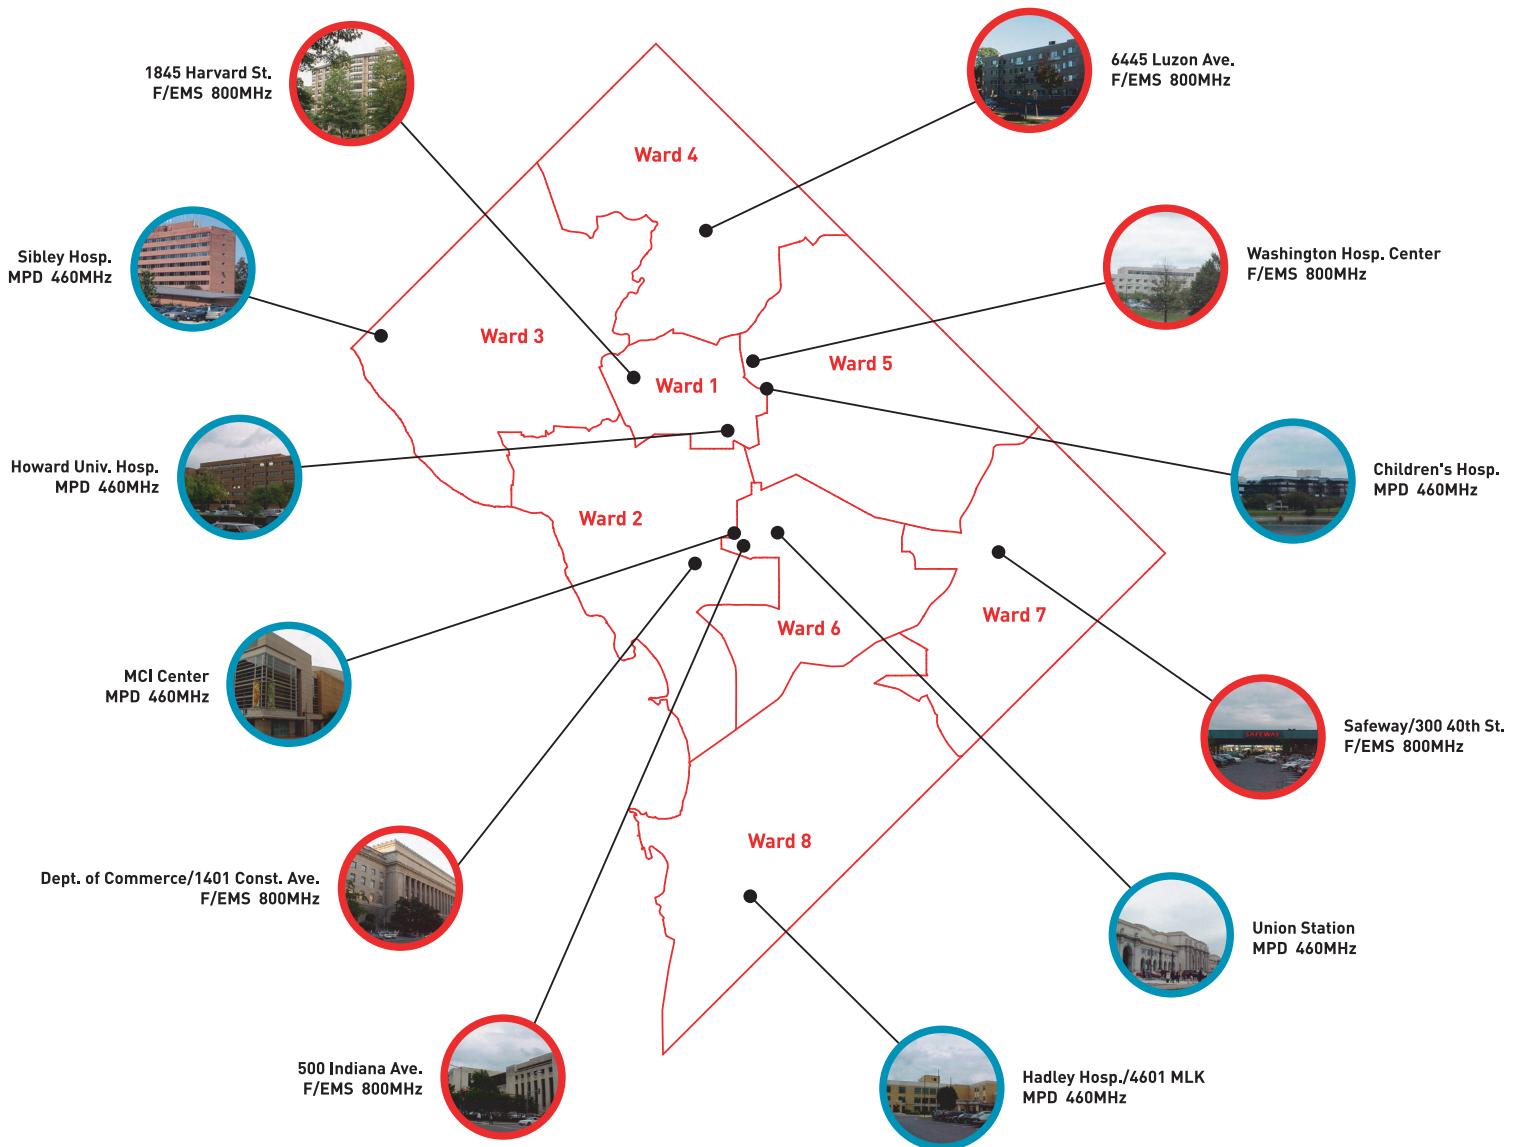 1845 Harvard St.
F/EMS 800MHz
6445 Luzon Ave.
F/EMS 800MHz
Ward 4
Sibley Hosp.
MPD 460MHz
Washington Hosp. Center
F/EMS 800MHz
Ward 3
Ward 5
Ward 1
Howard Univ. Hosp.
MPD 460MHz
Children's Hosp.
MPD 460MHz
Ward 2
Ward 7
Ward 6
MCI Center
MPD 460MHz
Safeway/300 40th St.
F/EMS 800MHz
SAFEWAY
Ward 8
Dept. of Commerce/1401 Const. Ave.
F/EMS 800MHz
Union Station
MPD 460MHz
500 Indiana Ave.
F/EMS 800MHz
Hadley Hosp./4601 MLK
MPD 460MHz